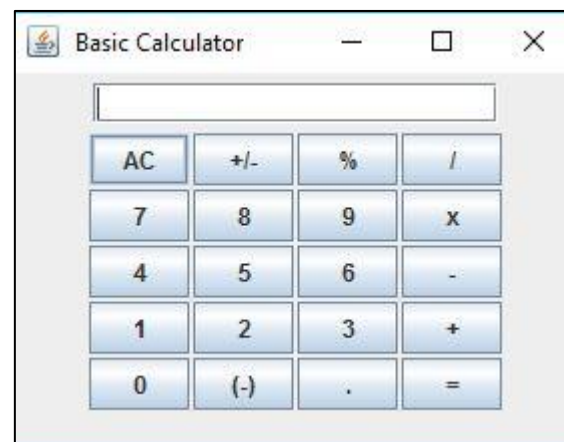 Basic Calculator
AC +/- % /
7 8 9 x
4 5 6 -
1 2 3 +
0 (-) . =